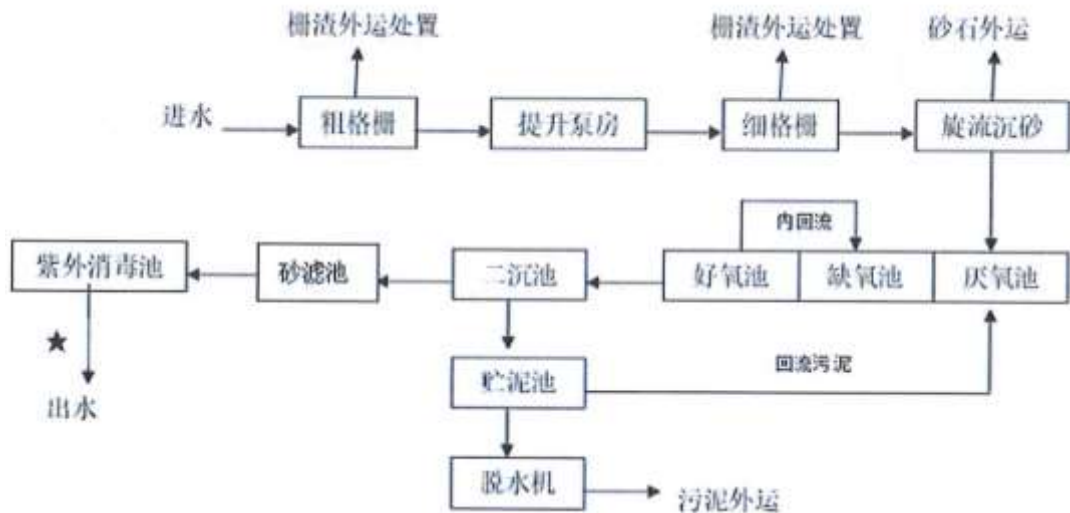 栅渣外运处置
栅渣外运处置
砂石外运
进水
粗格栅
提升泵房
细格栅
旋流沉砂
内回流
紫外消毒池
砂滤池
二沉池
好氧池
缺氧池
厌氧池
★
贮泥池
回流污泥
出水
脱水机
污泥外运